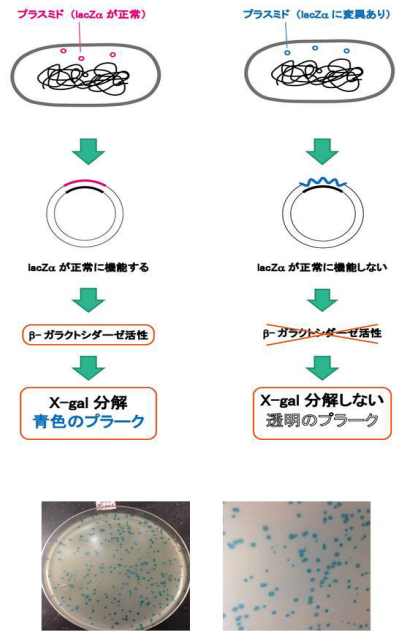 プラスミド（lacZαが正常）
プラスミド（lacZαに変異あり）
lacZαが正常に機能する
lacZαが正常に機能しない
β-ガラクトシダーゼ活性
β-ガラクトシダーゼ活性
X-gal 分解
青色のプラーク
X-gal 分解しない
透明のプラーク